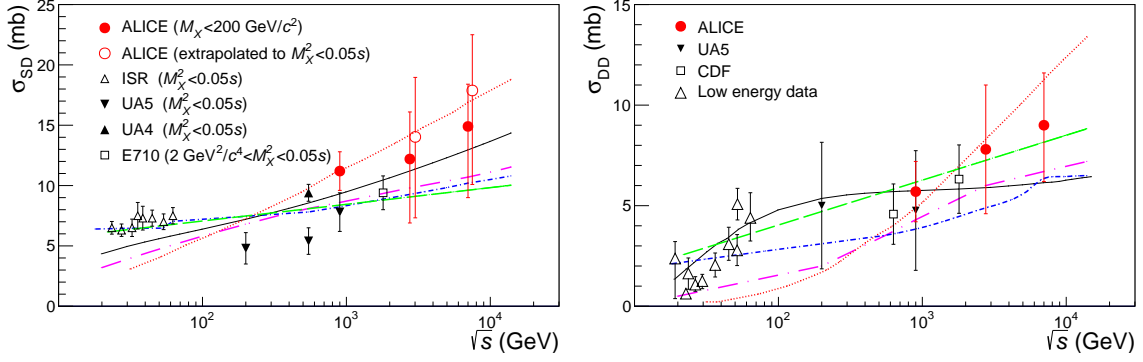 σSD (mb)
25
20
15
10
5
0
ALICE (MX<200 GeV/c²)
ALICE (extrapolated to M²X<0.05s)
ISR (M²X<0.05s)
UA5 (M²X<0.05s)
UA4 (M²X<0.05s)
E710 (2 GeV²/c⁴<M²X<0.05s)
10² 10³ 10⁴
√s (GeV)
σDD (mb)
15
10
5
0
ALICE
UA5
CDF
Low energy data
10² 10³ 10⁴
√s (GeV)